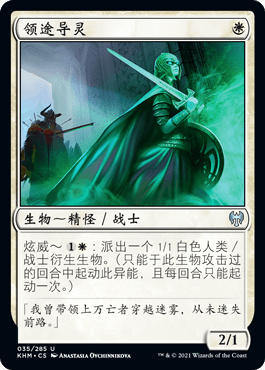 领途导灵
生物～精怪／战士
炫威～1：派出一个 1/1 白色人类／
战士衍生生物。（只能于此生物攻击过
的回合中起动此异能，且每回合只能起
动一次。）
「我曾带领上万亡者穿越迷雾，从未迷失
前路。」
2/1
035/285 U
KHM • CS ANASTASIA OVCHINNIKOVA
™ & © 2021 Wizards of the Coast